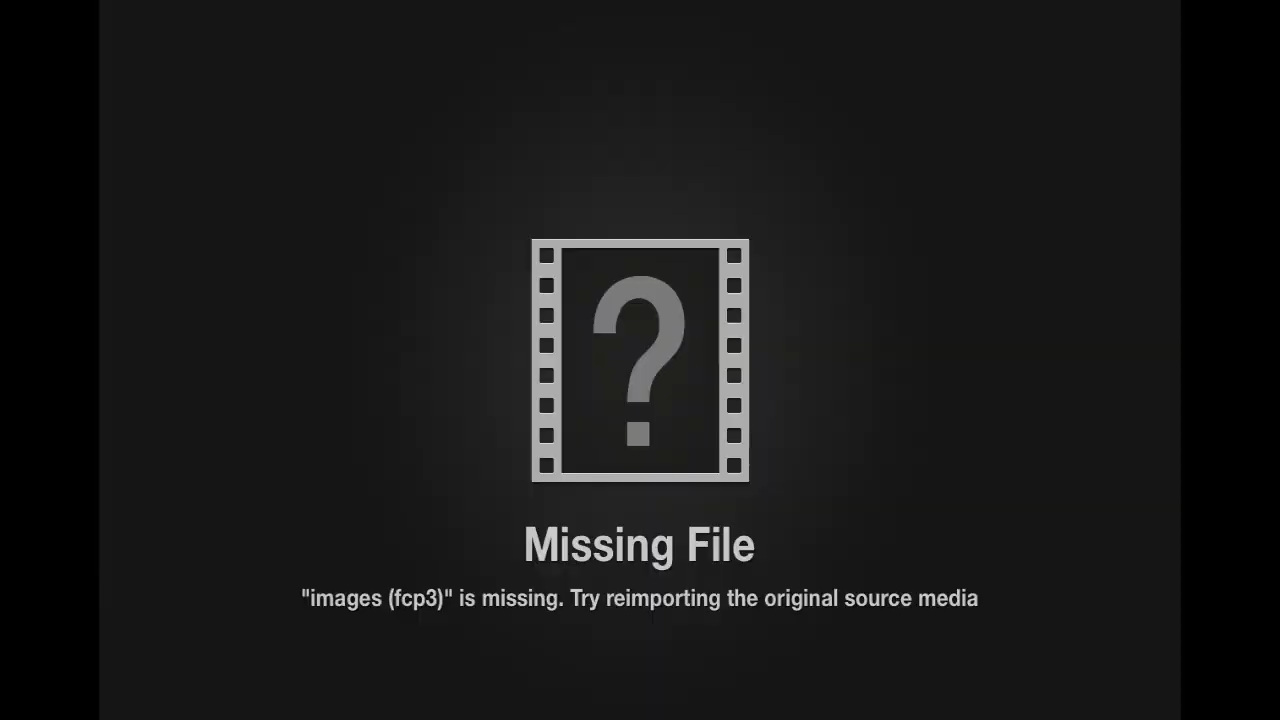 ?
Missing File
"images (fcp3)" is missing. Try reimporting the original source media